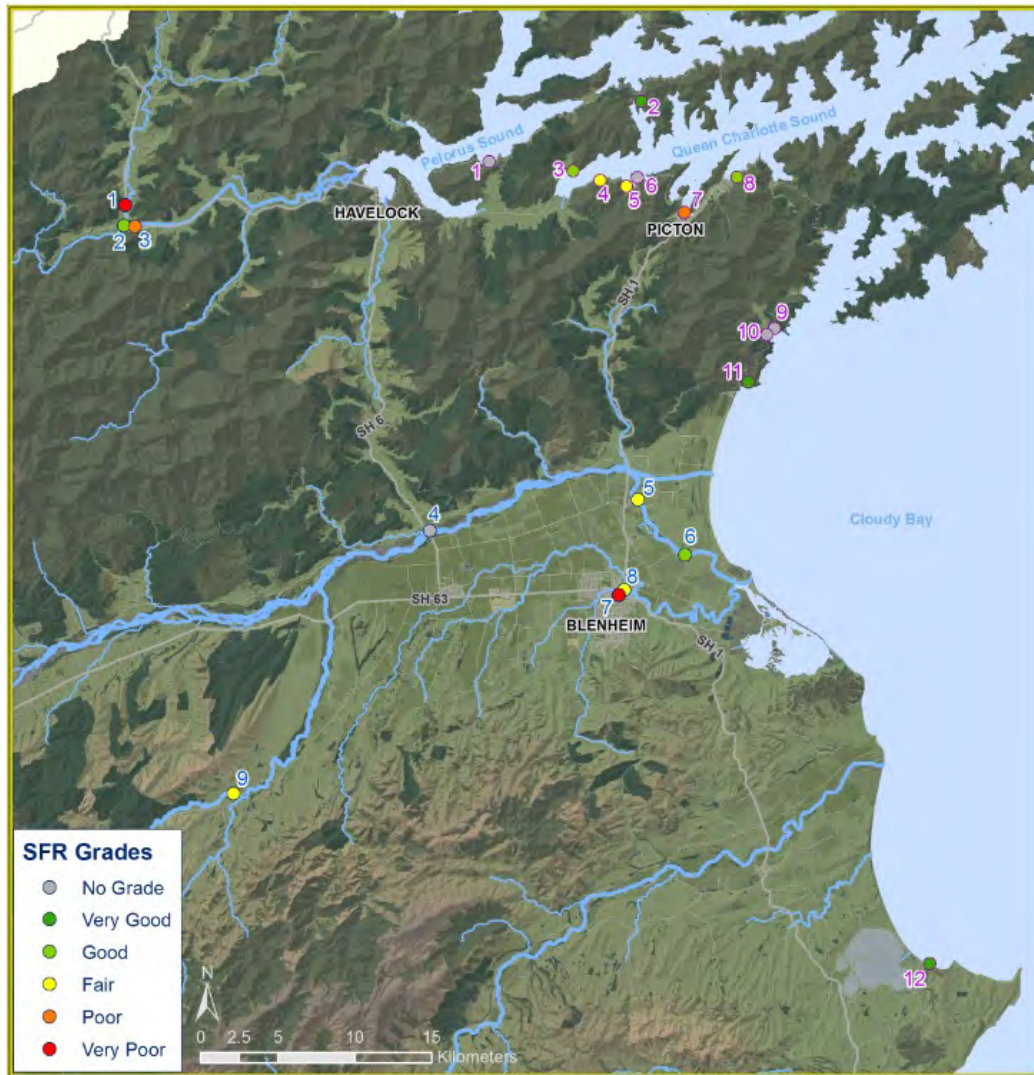 2
Pelorus Sound
Queen Charlotte Sound
1
3
4
5
6
8
1
HAVELOCK
7
PICTON
2
3
SH 1
9
10
11
SH 6
5
4
Cloudy Bay
6
8
SH 63
7
BLENHEIM
SH 1
9
SFR Grades
No Grade
Very Good
Good
Fair
Poor
Very Poor
N
0 2.5 5 10 15
Kilometers
12